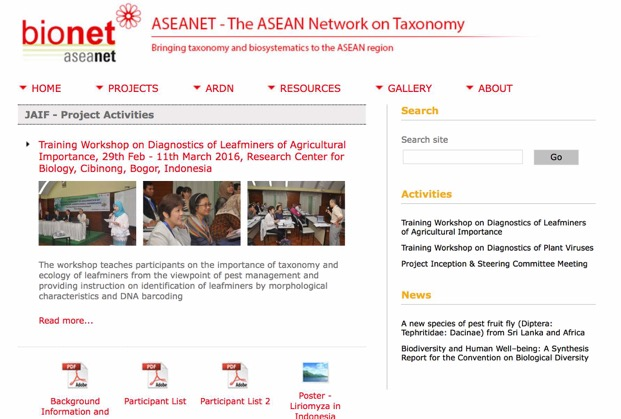 bionet
aseanet
ASEANET - The ASEAN Network on Taxonomy
Bringing taxonomy and biosystematics to the ASEAN region
HOME
PROJECTS
ARDN
RESOURCES
GALLERY
ABOUT
JAIF - Project Activities
Training Workshop on Diagnostics of Leafminers of Agricultural
Importance, 29th Feb - 11th March 2016, Research Center for
Biology, Cibinong, Bogor, Indonesia
The workshop teaches participants on the importance of taxonomy and
ecology of leafminers from the viewpoint of pest management and
providing instruction on identification of leafminers by morphological
characteristics and DNA barcoding
Read more...
PDF
Adobe
Background
Information and
PDF
Adobe
Participant List
PDF
Adobe
Participant List 2
Poster -
Liriomyza in
Indonesia
Search
Search site
Go
Activities
Training Workshop on Diagnostics of Leafminers
of Agricultural Importance
Training Workshop on Diagnostics of Plant Viruses
Project Inception & Steering Committee Meeting
News
A new species of pest fruit fly (Diptera:
Tephritidae: Dacinae) from Sri Lanka and Africa
Biodiversity and Human Well–being: A Synthesis
Report for the Convention on Biological Diversity